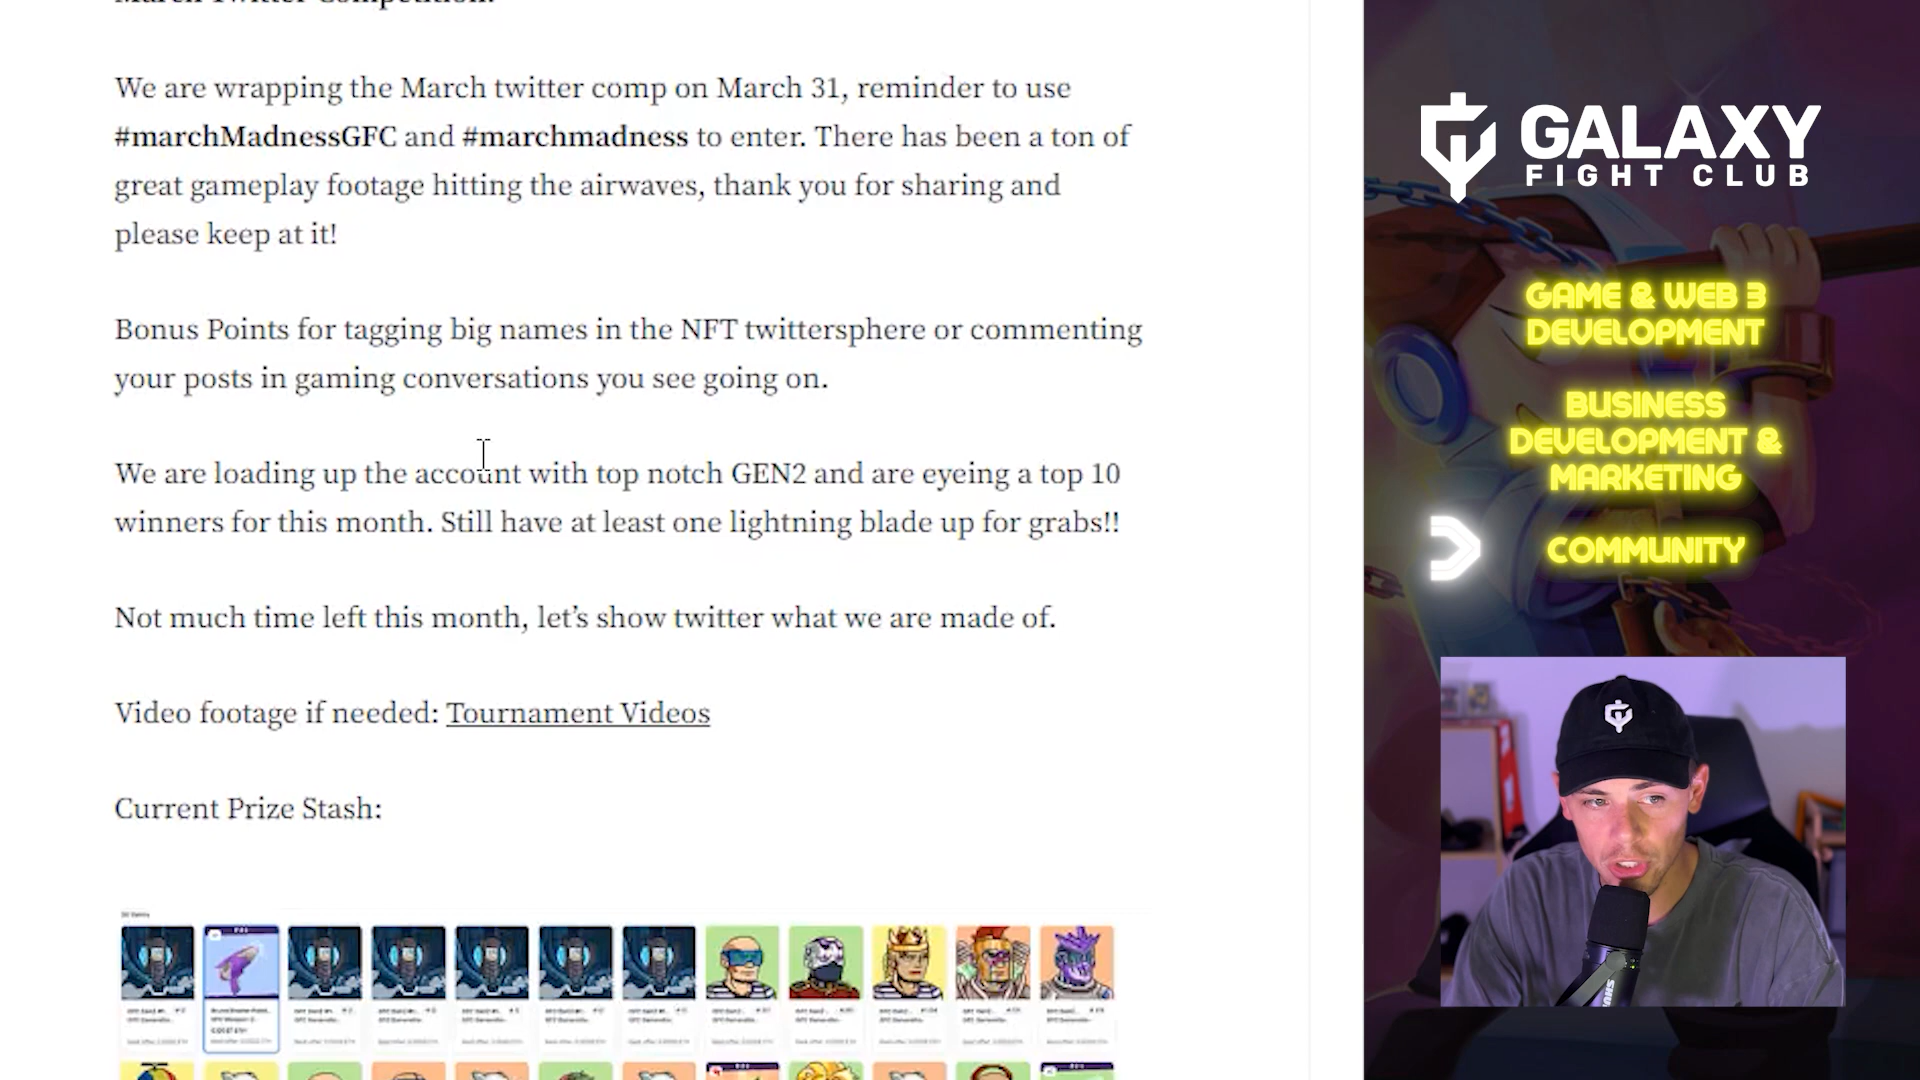 March Twitter Competition:
We are wrapping the March twitter comp on March 31, reminder to use
#marchMadnessGFC and #marchmadness to enter. There has been a ton of
great gameplay footage hitting the airwaves, thank you for sharing and
please keep at it!
Bonus Points for tagging big names in the NFT twittersphere or commenting
your posts in gaming conversations you see going on.
We are loading up the account with top notch GEN2 and are eyeing a top 10
winners for this month. Still have at least one lightning blade up for grabs!!
Not much time left this month, let’s show twitter what we are made of.
Video footage if needed: Tournament Videos
Current Prize Stash:
GALAXY
FIGHT CLUB
GAME & WEB 3
DEVELOPMENT
BUSINESS
DEVELOPMENT &
MARKETING
COMMUNITY